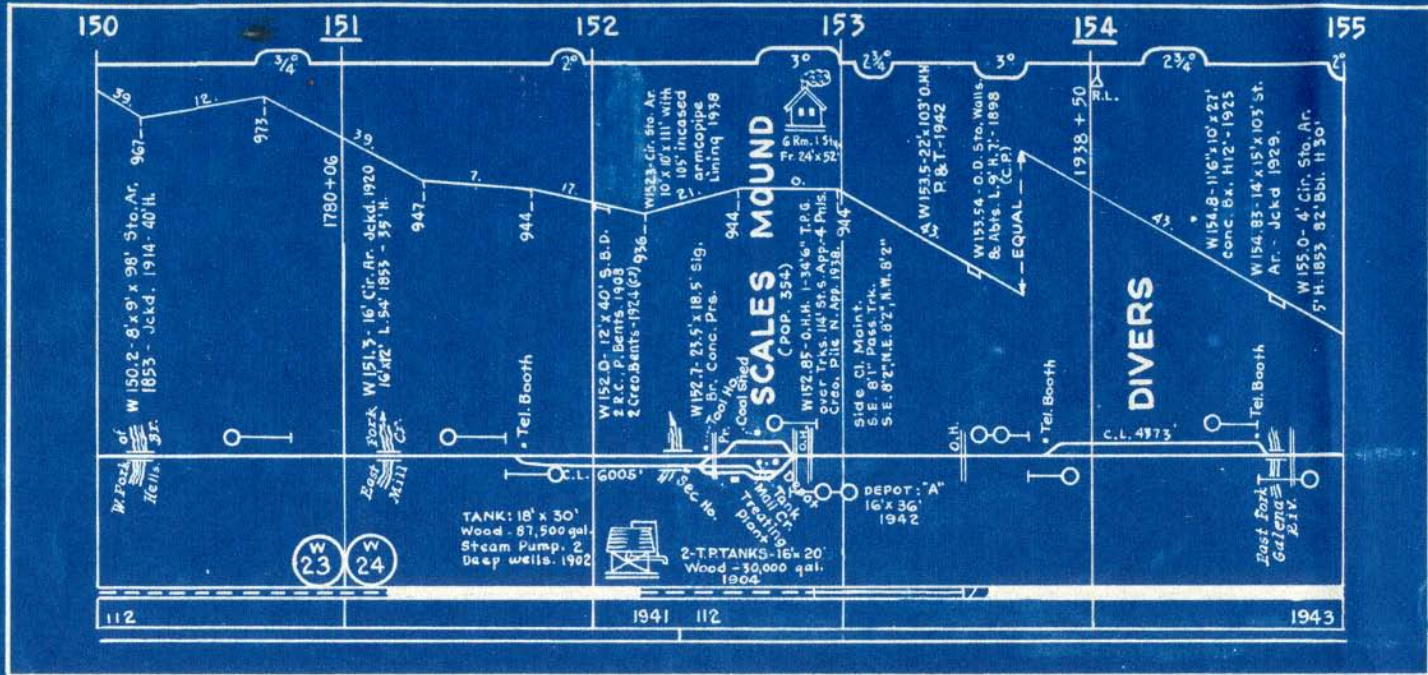 150 151 152 153 154 155
3/4° 2° 3° 2 3/4° 3° 2 3/4° 2°
39. 12. 39. 7. 17. 21. 0. 43.
967 973 947 944 936 944 944
1780+06
1938+50
R.L.
EQUAL
W 150.2- 8'x 9'x 98' Sto. Ar.
1853 - Jckd. 1914 - 40' H.
W 151.3- 16' Cir. Ar. Jckd. 1920
16'x12' L.54' 1853 - 35' H.
W 152.0- 12'x 40' S.B.D.
2 R.C.P. Bents. 1908
2 Creo Bents-1924 (C.P)
W152.3-Cir. Sto. Ar.
10'x 10'x 111' with
105' incased
armcopipe
Lining 1938
W152.7- 23.5' x 18.5' Sig.
Br. Conc. Prs.
SCALES MOUND
(POP. 354)
6 Rm. 1 Sty.
Fr. 24'x 52'
W152.85-O.H.H. 1-34'6" T.P.G.
over Trks. 114' St. S. App. 4 Pnls.
Creo. Pile N. App. 1938.
Side Cl. Maint.
S.E. 8'1" Pass. Trk.
S.E. 8'2", N.E. 8'2", N.W. 8'2"
W153.5-22'x 103' O.H.H
P. & T.-1942
W153.54-O.D. Sto. Walls.
& Abts. L. 9' H. 7'- 1898
(C.P.)
DIVERS
W154.8-11'6"x 10'x 27'
conc. Bx. H12'-1925
W154.83-14'x 15'x 103' St.
Ar.- Jckd 1929.
W155.0- 4' Cir. Sto. Ar.
5' H. 1853 82' Bbl. H 30'
W. Fork of
Hells. Br.
East Fork
Mill Cr.
Tel. Booth
C.L. 6005'
Pr. Tool Ho.
Coal Shed
Sec Ho.
Depot
Tank
Mail Cr.
Treating
plant
O.H.
O.H.
Tel. Booth
C.L. 4373'
Tel. Booth
East Fork
Galena
Riv.
DEPOT: "A"
16'x 36'
1942
TANK: 18' x 30'
Wood - 87,500 gal.
Steam Pump. 2
Deep wells. 1902
2-T.P. TANKS-16'x 20'
Wood - 30,000 gal.
1904
W 23 W 24
112 1941 112 1943